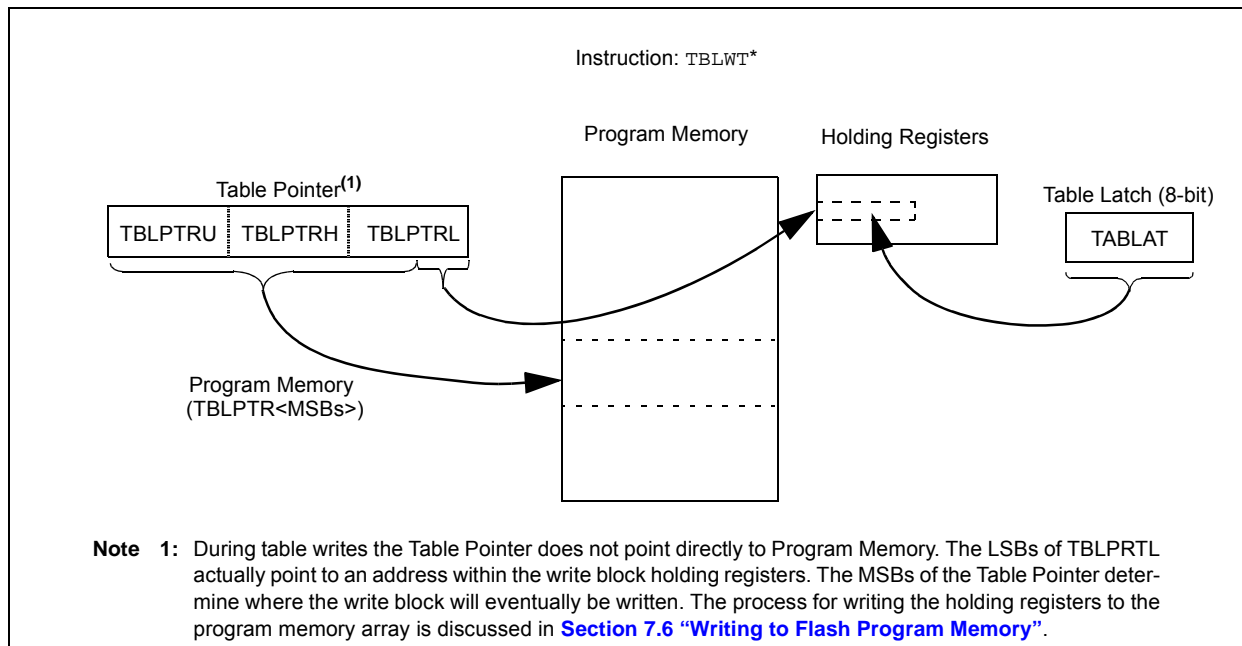 Instruction: TBLWT*
Program Memory
Holding Registers
Table Pointer(1)
Table Latch (8-bit)
TBLPTRU TBLPTRH TBLPTRL
TABLAT
Program Memory
(TBLPTR<MSBs>)
Note 1: During table writes the Table Pointer does not point directly to Program Memory. The LSBs of TBLPRTL
actually point to an address within the write block holding registers. The MSBs of the Table Pointer deter-
mine where the write block will eventually be written. The process for writing the holding registers to the
program memory array is discussed in Section 7.6 “Writing to Flash Program Memory”.